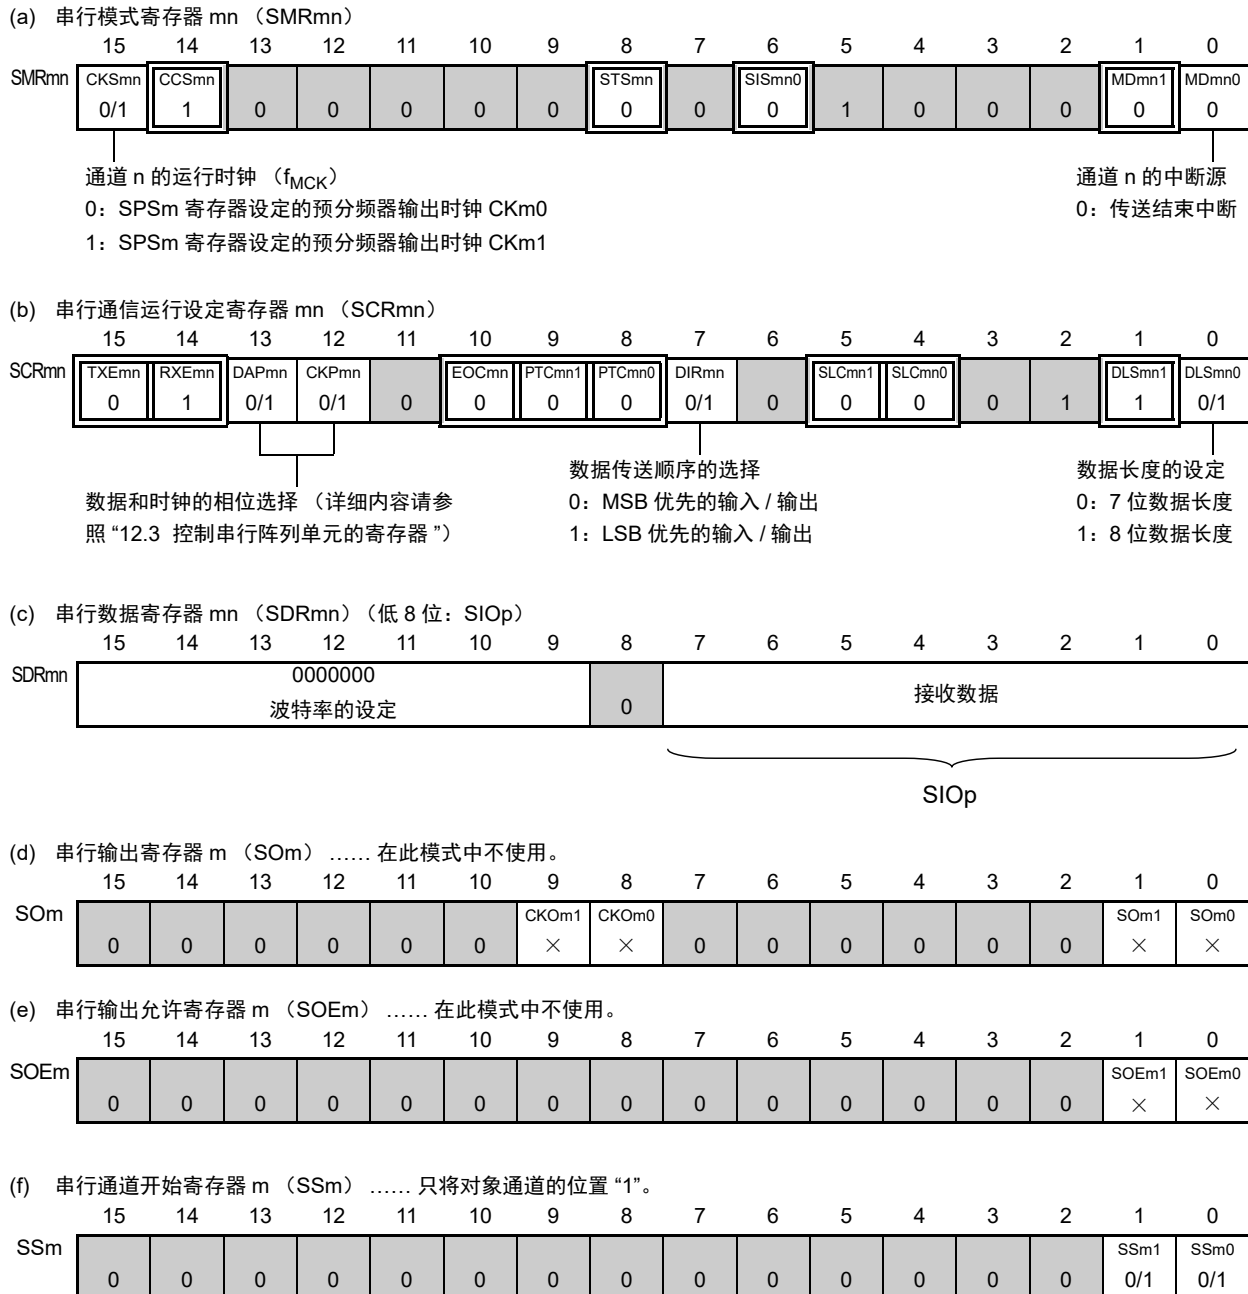 (a) 串行模式寄存器 mn （SMRmn）
15 14 13 12 11 10 9 8 7 6 5 4 3 2 1 0
SMRmn CKSmn CCSmn STSmn SISmn0 MDmn1 MDmn0
0/1 1 0 0 0 0 0 0 0 0 1 0 0 0 0 0
通道 n 的运行时钟 （fMCK） 通道 n 的中断源
0：SPSm 寄存器设定的预分频器输出时钟 CKm0 0：传送结束中断
1：SPSm 寄存器设定的预分频器输出时钟 CKm1
(b) 串行通信运行设定寄存器 mn （SCRmn）
15 14 13 12 11 10 9 8 7 6 5 4 3 2 1 0
SCRmn TXEmn RXEmn DAPmn CKPmn EOCmn PTCmn1 PTCmn0 DIRmn SLCmn1 SLCmn0 DLSmn1 DLSmn0
0 1 0/1 0/1 0 0 0 0 0/1 0 0 0 0 1 1 0/1
数据传送顺序的选择 数据长度的设定
数据和时钟的相位选择 （详细内容请参 0：MSB 优先的输入 / 输出 0：7 位数据长度
照 “12.3 控制串行阵列单元的寄存器 ”） 1：LSB 优先的输入 / 输出 1：8 位数据长度
(c) 串行数据寄存器 mn （SDRmn）（低 8 位：SIOp）
15 14 13 12 11 10 9 8 7 6 5 4 3 2 1 0
SDRmn 0000000
波特率的设定 0 接收数据
SIOp
(d) 串行输出寄存器 m （SOm） …… 在此模式中不使用。
15 14 13 12 11 10 9 8 7 6 5 4 3 2 1 0
SOm CKOm1 CKOm0 SOm1 SOm0
0 0 0 0 0 0 × × 0 0 0 0 0 0 × ×
(e) 串行输出允许寄存器 m （SOEm） …… 在此模式中不使用。
15 14 13 12 11 10 9 8 7 6 5 4 3 2 1 0
SOEm SOEm1 SOEm0
0 0 0 0 0 0 0 0 0 0 0 0 0 0 × ×
(f) 串行通道开始寄存器 m （SSm） …… 只将对象通道的位置 “1”。
15 14 13 12 11 10 9 8 7 6 5 4 3 2 1 0
SSm SSm1 SSm0
0 0 0 0 0 0 0 0 0 0 0 0 0 0 0/1 0/1